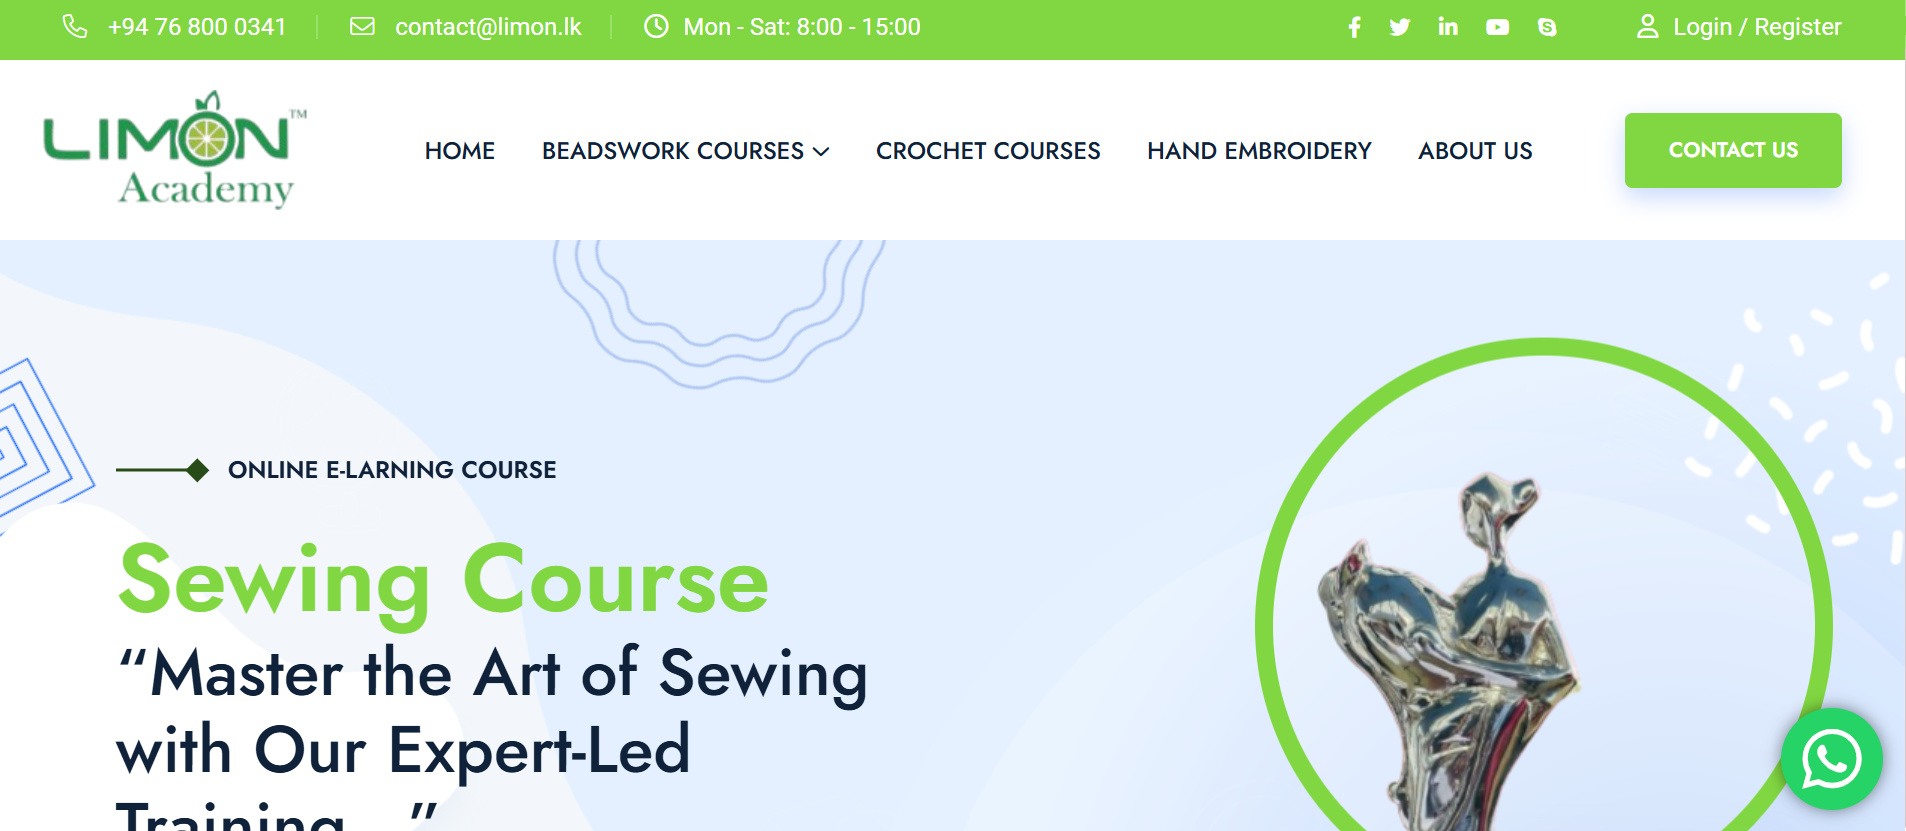 +94 76 800 0341
contact@limon.lk
Mon - Sat: 8:00 - 15:00
Login / Register
LIMON™
Academy
HOME
BEADSWORK COURSES
CROCHET COURSES
HAND EMBROIDERY
ABOUT US
CONTACT US
ONLINE E-LARNING COURSE
Sewing Course
“Master the Art of Sewing
with Our Expert-Led
Training...”